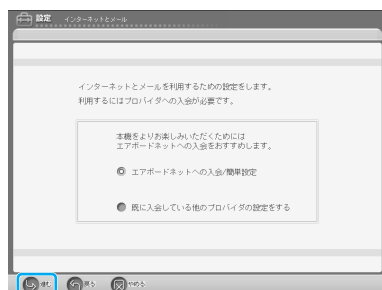 設定 インターネットとメール
インターネットとメールを利用するための設定をします。
利用するにはプロバイダへの入会が必要です。
本機をよりお楽しみいただくためには
エアボードネットへの入会をおすすめします。
エアボードネットへの入会/簡単設定
既に入会している他のプロバイダの設定をする
進む 戻る やめる